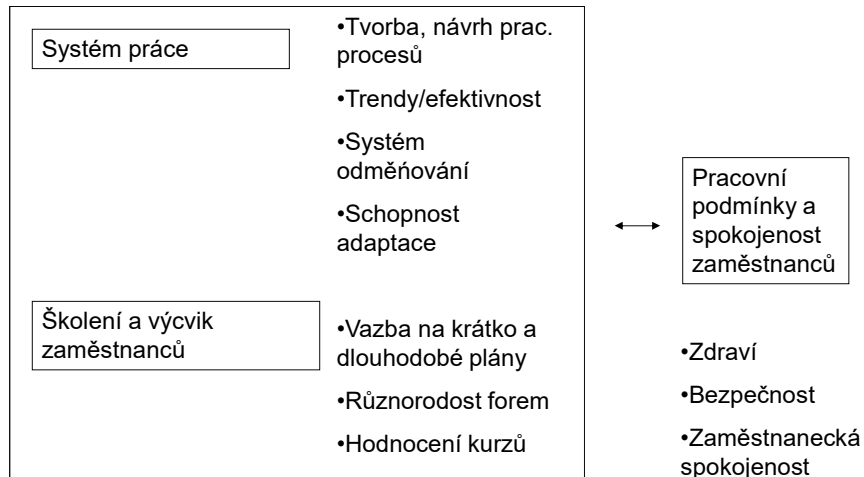 Systém práce
•Tvorba, návrh prac.
procesů
•Trendy/efektivnost
•Systém
odměńování
•Schopnost
adaptace
Školení a výcvik
zaměstnanců
•Vazba na krátko a
dlouhodobé plány
•Různorodost forem
•Hodnocení kurzů
Pracovní
podmínky a
spokojenost
zaměstnanců
•Zdraví
•Bezpečnost
•Zaměstnanecká
spokojenost